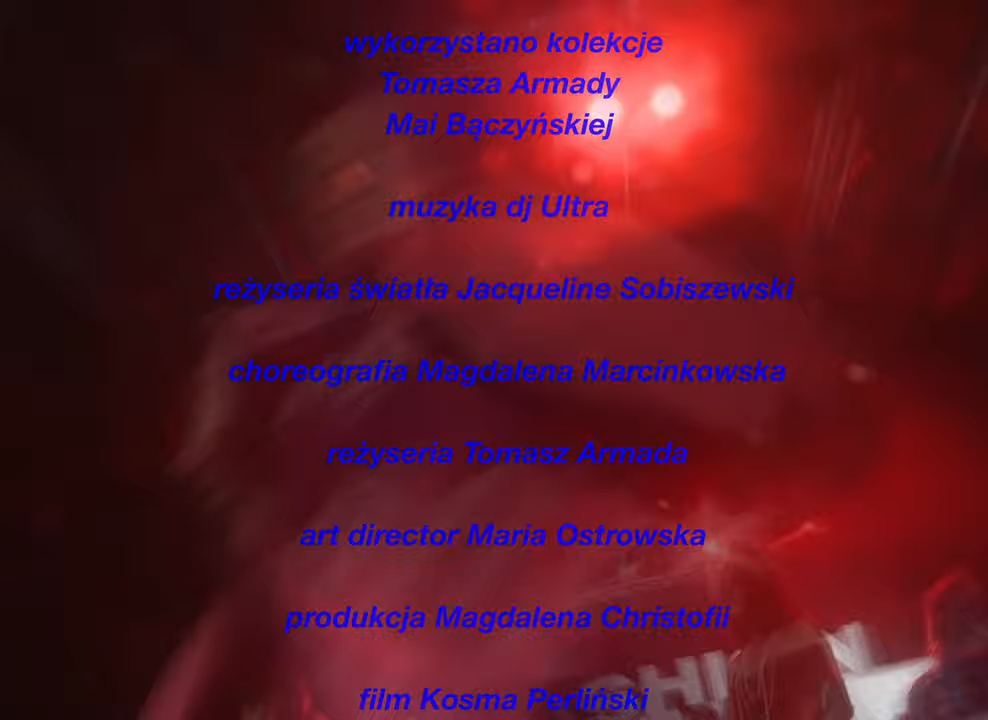 wykorzystano kolekcje
Tomasza Armady
Mai Bączyńskiej
muzyka dj Ultra
reżyseria światła Jacqueline Sobiszewski
choreografia Magdalena Marcinkowska
reżyseria Tomasz Armada
art director Maria Ostrowska
produkcja Magdalena Christofii
film Kosma Perliński